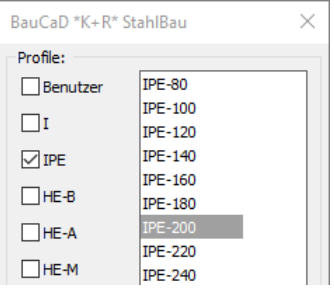 BauCaD *K+R* StahlBau
Profile:
Benutzer
I
IPE
HE-B
HE-A
HE-M
IPE-80
IPE-100
IPE-120
IPE-140
IPE-160
IPE-180
IPE-200
IPE-220
IPE-240